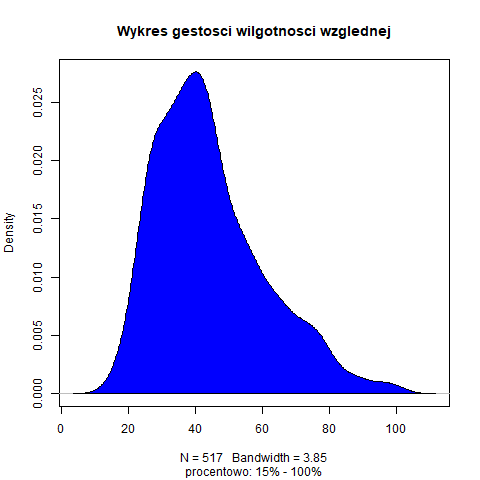 Wykres gestosci wilgotnosci wzglednej
Density
0.025
0.020
0.015
0.010
0.005
0.000
0 20 40 60 80 100
N = 517 Bandwidth = 3.85
procentowo: 15% - 100%